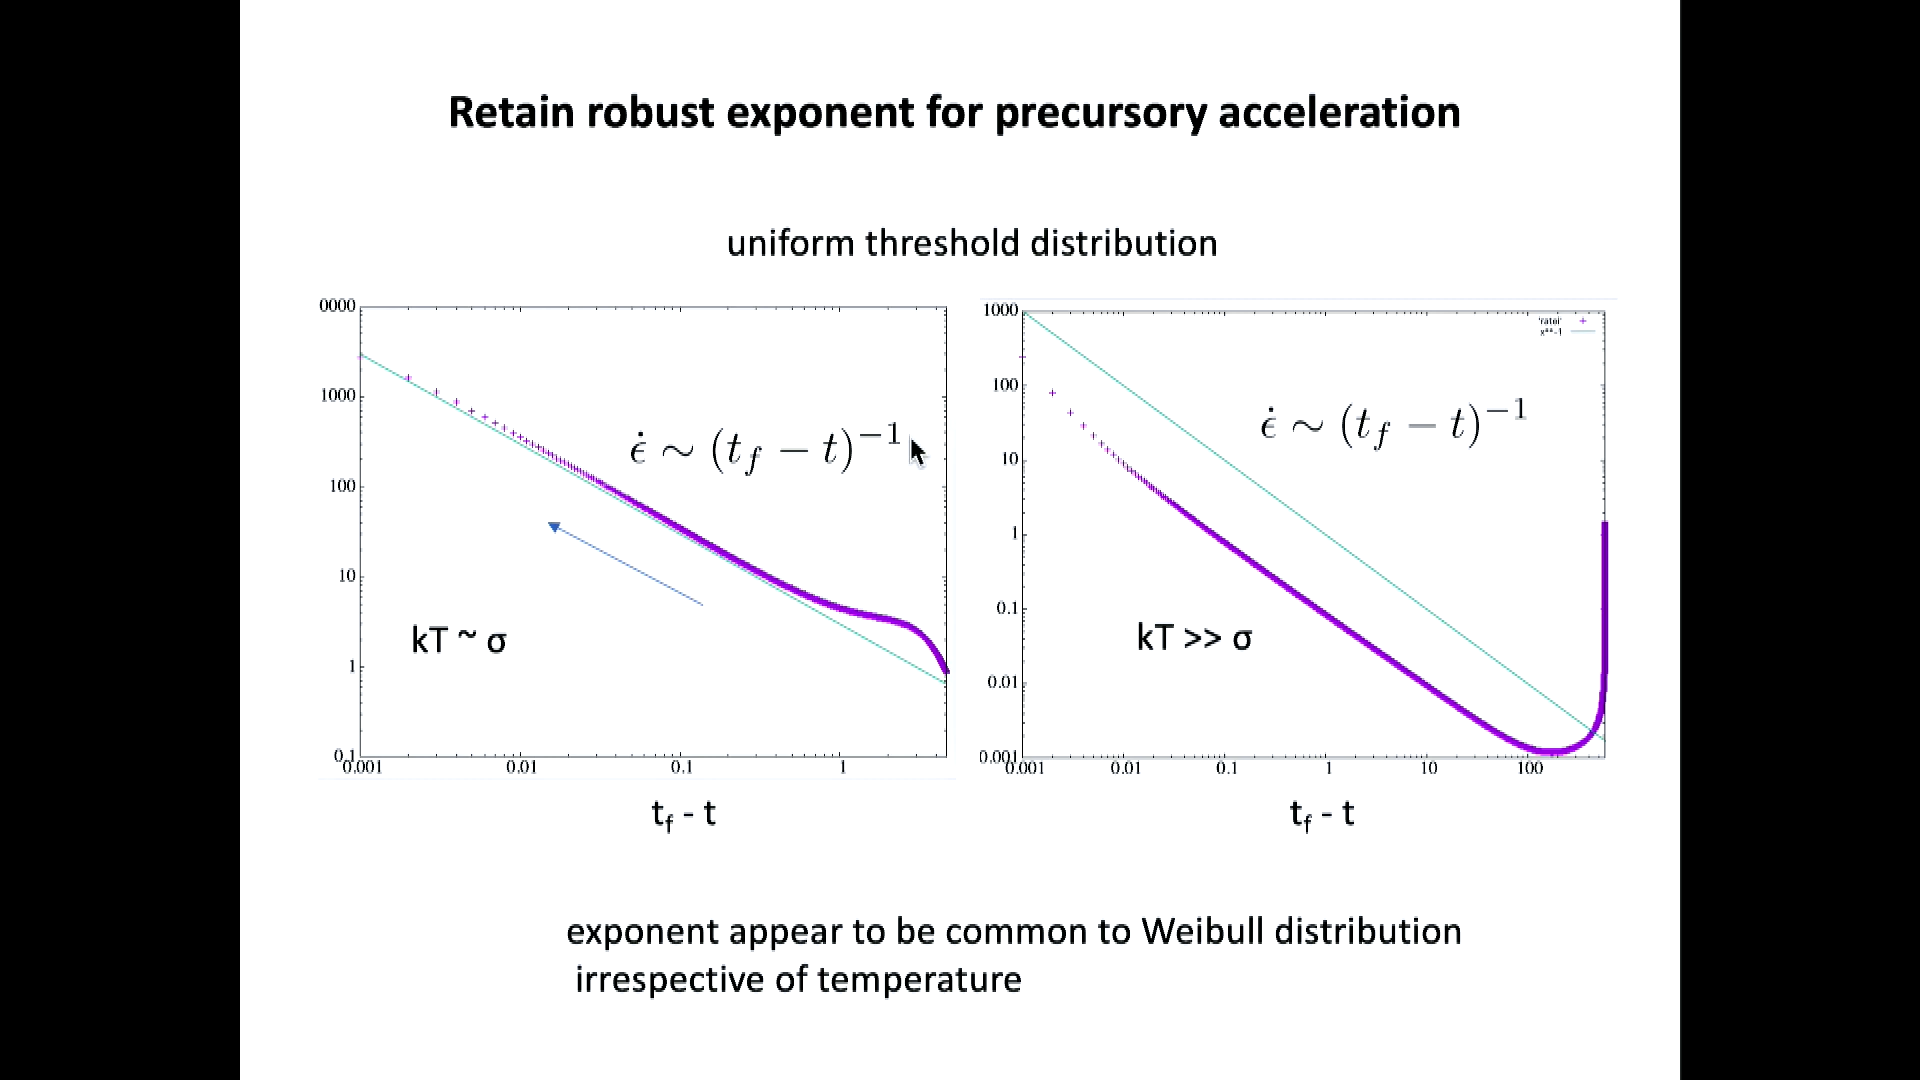 Retain robust exponent for precursory acceleration
uniform threshold distribution
0000
1000
100
10
1
0.1
0.001
0.01
0.1
1
ϵ̇ ∼ (t_f − t)^−1
kT ~ σ
t_f - t
1000
100
10
1
0.1
0.01
0.001
0.001
0.01
0.1
1
10
100
x**-1
ϵ̇ ∼ (t_f − t)^−1
kT >> σ
t_f - t
exponent appear to be common to Weibull distribution
irrespective of temperature